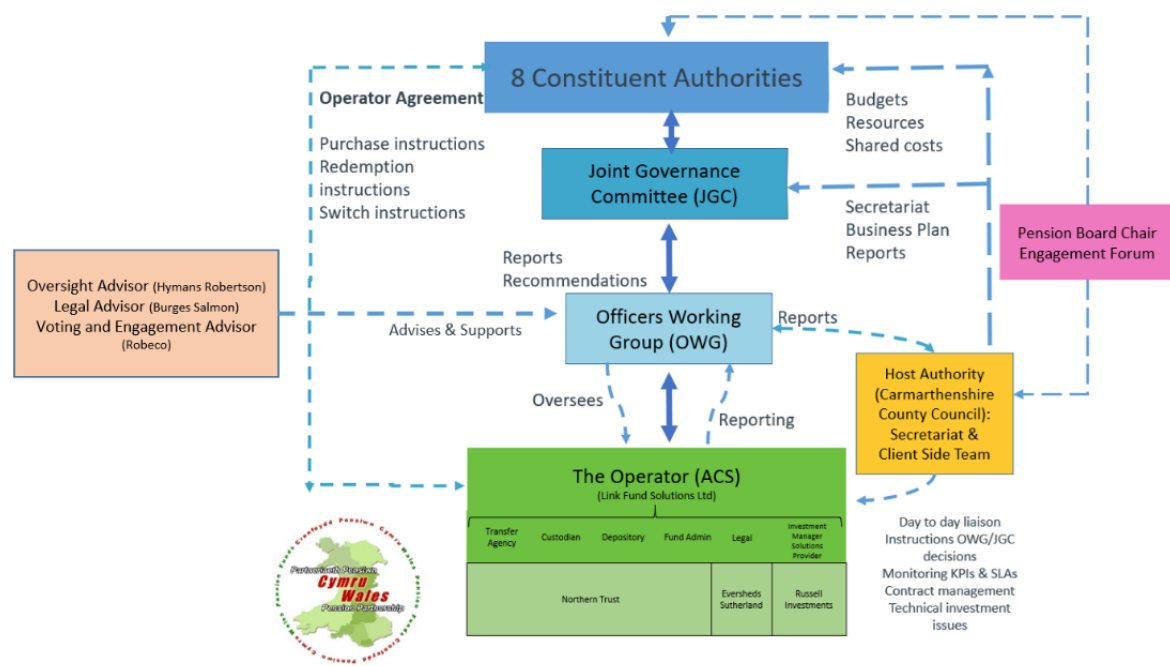 8 Constituent Authorities
Operator Agreement
Purchase instructions
Redemption
instructions
Switch instructions
Budgets
Resources
Shared costs
Joint Governance
Committee (JGC)
Secretariat
Business Plan
Reports
Pension Board Chair
Engagement Forum
Reports
Recommendations
Oversight Advisor (Hymans Robertson)
Legal Advisor (Burges Salmon)
Voting and Engagement Advisor
(Robeco)
Advises & Supports
Officers Working
Group (OWG)
Reports
Host Authority
(Carmarthenshire
County Council):
Secretariat &
Client Side Team
Oversees
Reporting
The Operator (ACS)
(Link Fund Solutions Ltd)
Transfer
Agency
Custodian
Depository
Fund Admin
Legal
Investment
Manager
Solutions
Provider
Northern Trust
Eversheds
Sutherland
Russell
Investments
Day to day liaison
Instructions OWG/JGC
decisions
Monitoring KPIs & SLAs
Contract management
Technical investment
issues
Partneriaeth Pensiwn
Cymru
Wales
Pension Partnership